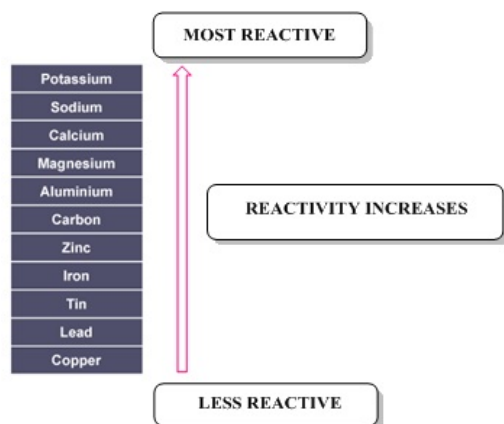 MOST REACTIVE
Potassium
Sodium
Calcium
Magnesium
Aluminium
Carbon
Zinc
Iron
Tin
Lead
Copper
REACTIVITY INCREASES
LESS REACTIVE